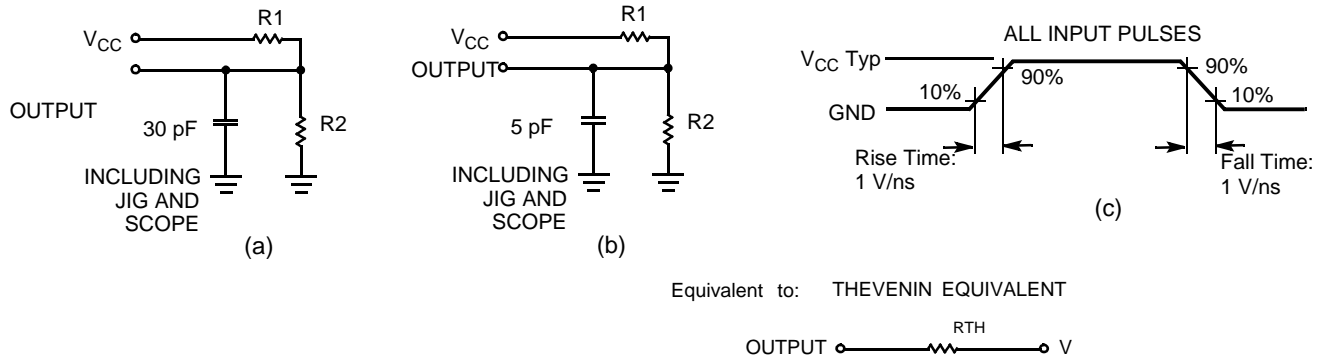 R1
VCC
OUTPUT
30 pF
R2
INCLUDING
JIG AND
SCOPE
(a)
R1
VCC
OUTPUT
5 pF
R2
INCLUDING
JIG AND
SCOPE
(b)
ALL INPUT PULSES
VCC Typ
GND
10%
90%
90%
10%
Rise Time:
1 V/ns
Fall Time:
1 V/ns
(c)
Equivalent to: THEVENIN EQUIVALENT
RTH
OUTPUT
V